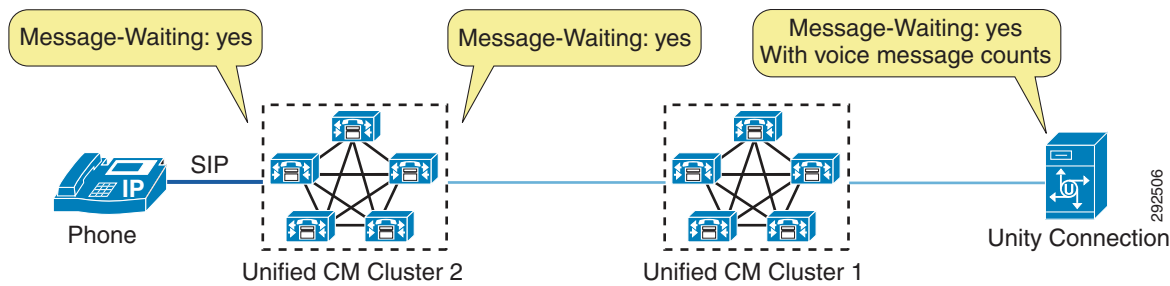 Message-Waiting: yes
Message-Waiting: yes
Message-Waiting: yes
With voice message counts
SIP
IP
Phone
Unified CM Cluster 2
Unified CM Cluster 1
U
Unity Connection
292506